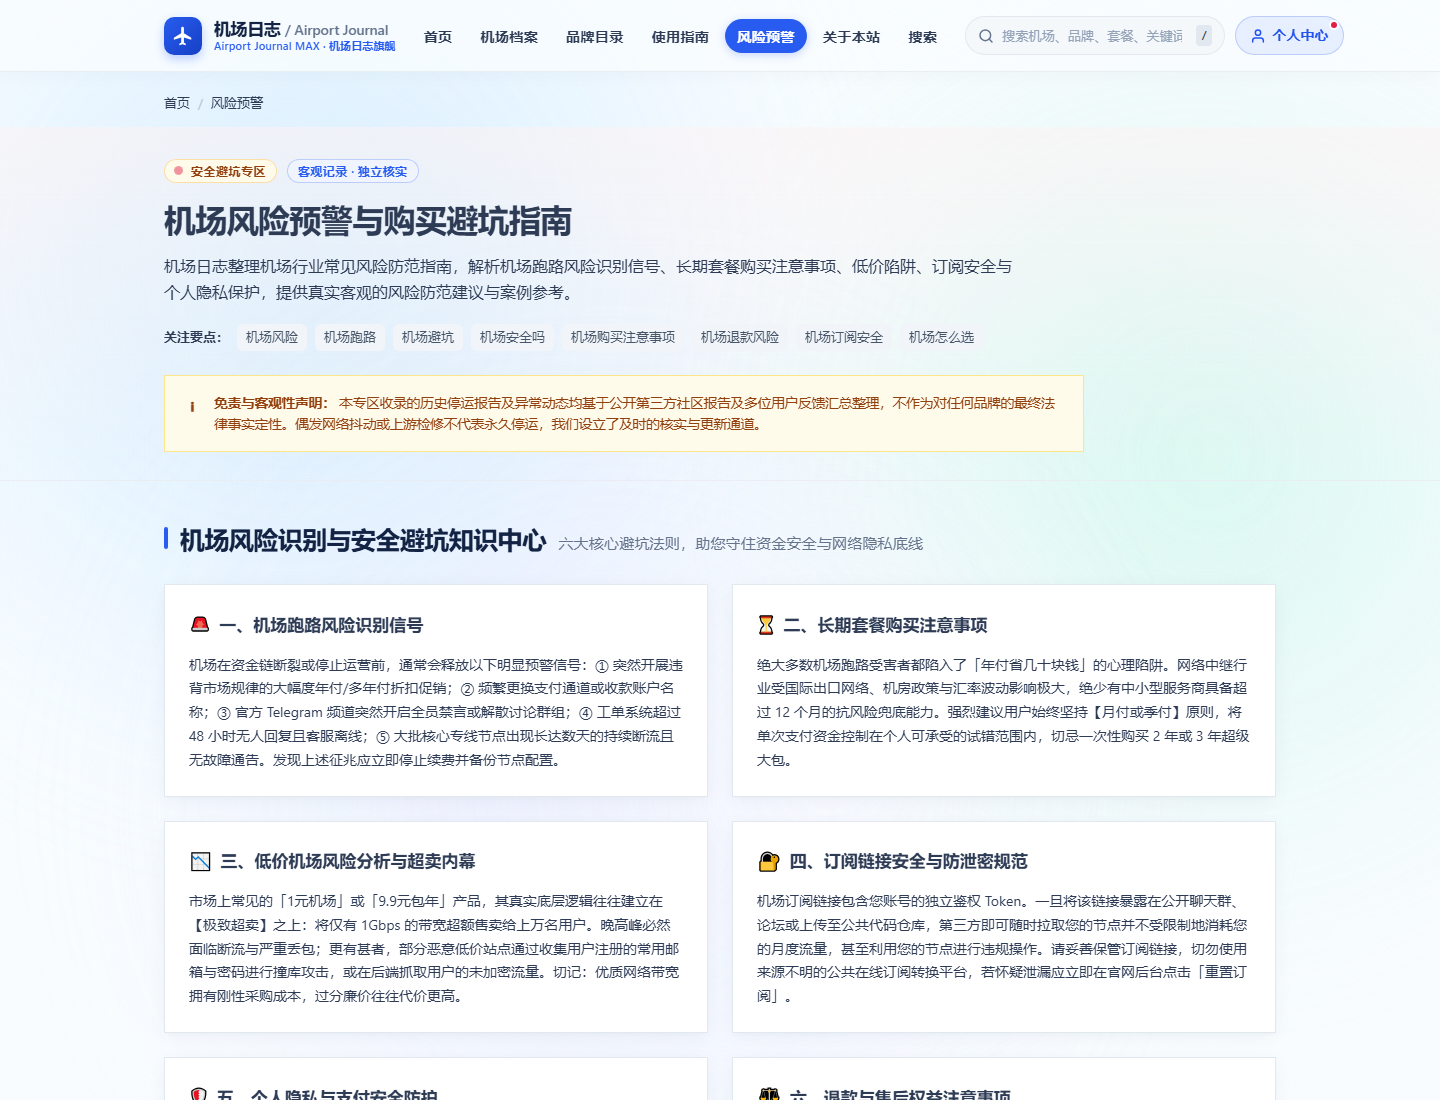 机场日志 / Airport Journal
Airport Journal MAX · 机场日志旗舰
首页 机场档案 品牌目录 使用指南 风险预警 关于本站 搜索
搜索机场、品牌、套餐、关键词 /
个人中心
首页 / 风险预警
安全避坑专区 客观记录 · 独立核实
机场风险预警与购买避坑指南
机场日志整理机场行业常见风险防范指南，解析机场跑路风险识别信号、长期套餐购买注意事项、低价陷阱、订阅安全与
个人隐私保护，提供真实客观的风险防范建议与案例参考。
关注要点： 机场风险 机场跑路 机场避坑 机场安全吗 机场购买注意事项 机场退款风险 机场订阅安全 机场怎么选
免责与客观性声明： 本专区收录的历史停运报告及异常动态均基于公开第三方社区报告及多位用户反馈汇总整理，不作为对任何品牌的最终法
律事实定性。偶发网络抖动或上游检修不代表永久停运，我们设立了及时的核实与更新通道。
机场风险识别与安全避坑知识中心 六大核心避坑法则，助您守住资金安全与网络隐私底线
一、机场跑路风险识别信号
机场在资金链断裂或停止运营前，通常会释放以下明显预警信号：① 突然开展违
背市场规律的大幅度年付/多年付折扣促销；② 频繁更换支付通道或收款账户名
称；③ 官方 Telegram 频道突然开启全员禁言或解散讨论群组；④ 工单系统超过
48 小时无人回复且客服离线；⑤ 大批核心专线节点出现长达数天的持续断流且
无故障通告。发现上述征兆应立即停止续费并备份节点配置。
二、长期套餐购买注意事项
绝大多数机场跑路受害者都陷入了「年付省几十块钱」的心理陷阱。网络中继行
业受国际出口网络、机房政策与汇率波动影响极大，绝少有中小型服务商具备超
过 12 个月的抗风险兜底能力。强烈建议用户始终坚持【月付或季付】原则，将
单次支付资金控制在个人可承受的试错范围内，切忌一次性购买 2 年或 3 年超级
大包。
三、低价机场风险分析与超卖内幕
市场上常见的「1元机场」或「9.9元包年」产品，其真实底层逻辑往往建立在
【极致超卖】之上：将仅有 1Gbps 的带宽超额售卖给上万名用户。晚高峰必然
面临断流与严重丢包；更有甚者，部分恶意低价站点通过收集用户注册的常用邮
箱与密码进行撞库攻击，或在后端抓取用户的未加密流量。切记：优质网络带宽
拥有刚性采购成本，过分廉价往往代价更高。
四、订阅链接安全与防泄密规范
机场订阅链接包含您账号的独立鉴权 Token。一旦将该链接暴露在公开聊天群、
论坛或上传至公共代码仓库，第三方即可随时拉取您的节点并不受限制地消耗您
的月度流量，甚至利用您的节点进行违规操作。请妥善保管订阅链接，切勿使用
来源不明的公共在线订阅转换平台，若怀疑泄漏应立即在官网后台点击「重置订
阅」。
五、个人隐私与支付安全防护
六、退款与售后权益注意事项